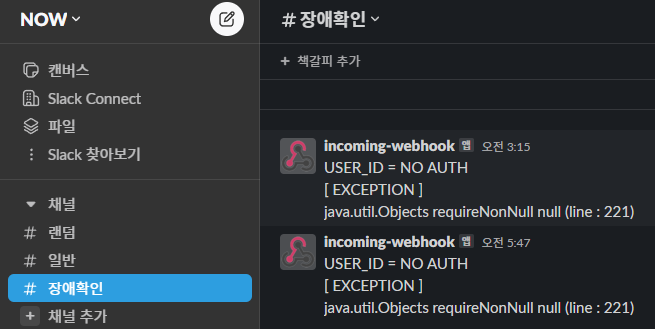 NOW
캔버스
Slack Connect
파일
Slack 찾아보기
채널
# 랜덤
# 일반
# 장애확인
+ 채널 추가
# 장애확인
+ 책갈피 추가
incoming-webhook 앱 오전 3:15
USER_ID = NO AUTH
[ EXCEPTION ]
java.util.Objects requireNonNull null (line : 221)
incoming-webhook 앱 오전 5:47
USER_ID = NO AUTH
[ EXCEPTION ]
java.util.Objects requireNonNull null (line : 221)